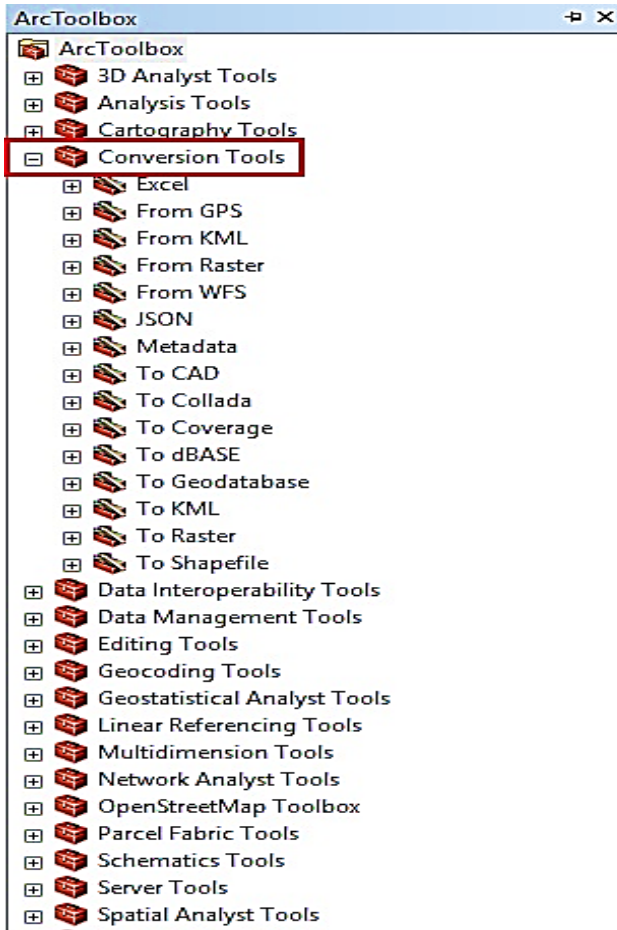 ArcToolbox
ArcToolbox
3D Analyst Tools
Analysis Tools
Cartography Tools
Conversion Tools
Excel
From GPS
From KML
From Raster
From WFS
JSON
Metadata
To CAD
To Collada
To Coverage
To dBASE
To Geodatabase
To KML
To Raster
To Shapefile
Data Interoperability Tools
Data Management Tools
Editing Tools
Geocoding Tools
Geostatistical Analyst Tools
Linear Referencing Tools
Multidimension Tools
Network Analyst Tools
OpenStreetMap Toolbox
Parcel Fabric Tools
Schematics Tools
Server Tools
Spatial Analyst Tools